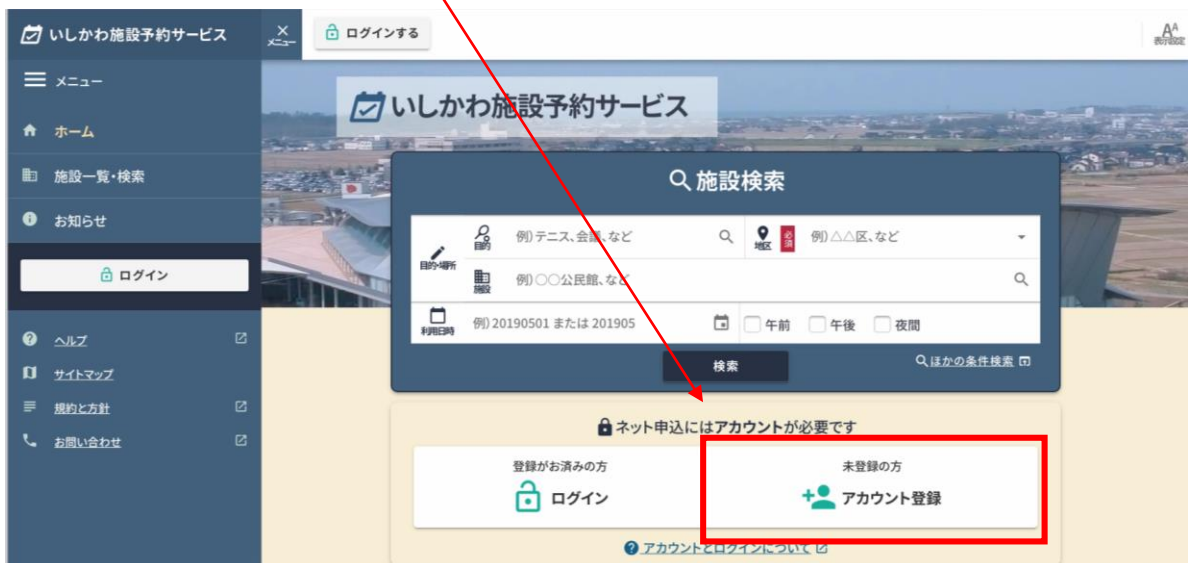 いしかわ施設予約サービス
メニュー
ログインする
AA
表示設定
メニュー
ホーム
施設一覧・検索
お知らせ
ログイン
ヘルプ
サイトマップ
規約と方針
お問い合わせ
いしかわ施設予約サービス
施設検索
目的・場所
目的
例)テニス、会議、など
地区
必須
例)△△区、など
施設
例)○○公民館、など
利用日時
例)20190501 または 201905
午前 午後 夜間
検索
ほかの条件検索
ネット申込にはアカウントが必要です
登録がお済みの方
ログイン
未登録の方
アカウント登録
アカウントとログインについて